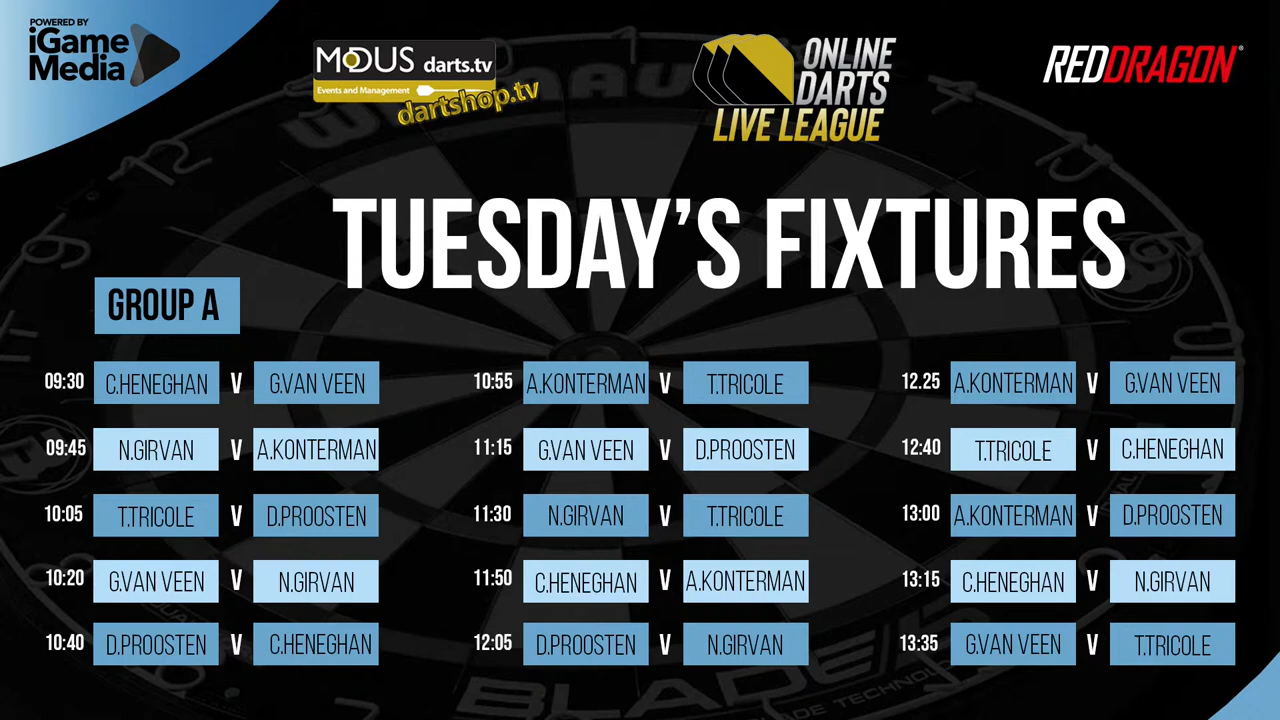 POWERED BY
iGame
Media
MODUS darts.tv
Events and Management
dartshop.tv
ONLINE
DARTS
LIVE LEAGUE
REDDRAGON®
TUESDAY'S FIXTURES
GROUP A
09:30 C.HENEGHAN V G.VAN VEEN
09:45 N.GIRVAN V A.KONTERMAN
10:05 T.TRICOLE V D.PROOSTEN
10:20 G.VAN VEEN V N.GIRVAN
10:40 D.PROOSTEN V C.HENEGHAN
10:55 A.KONTERMAN V T.TRICOLE
11:15 G.VAN VEEN V D.PROOSTEN
11:30 N.GIRVAN V T.TRICOLE
11:50 C.HENEGHAN V A.KONTERMAN
12:05 D.PROOSTEN V N.GIRVAN
12.25 A.KONTERMAN V G.VAN VEEN
12:40 T.TRICOLE V C.HENEGHAN
13:00 A.KONTERMAN V D.PROOSTEN
13:15 C.HENEGHAN V N.GIRVAN
13:35 G.VAN VEEN V T.TRICOLE
BLADE